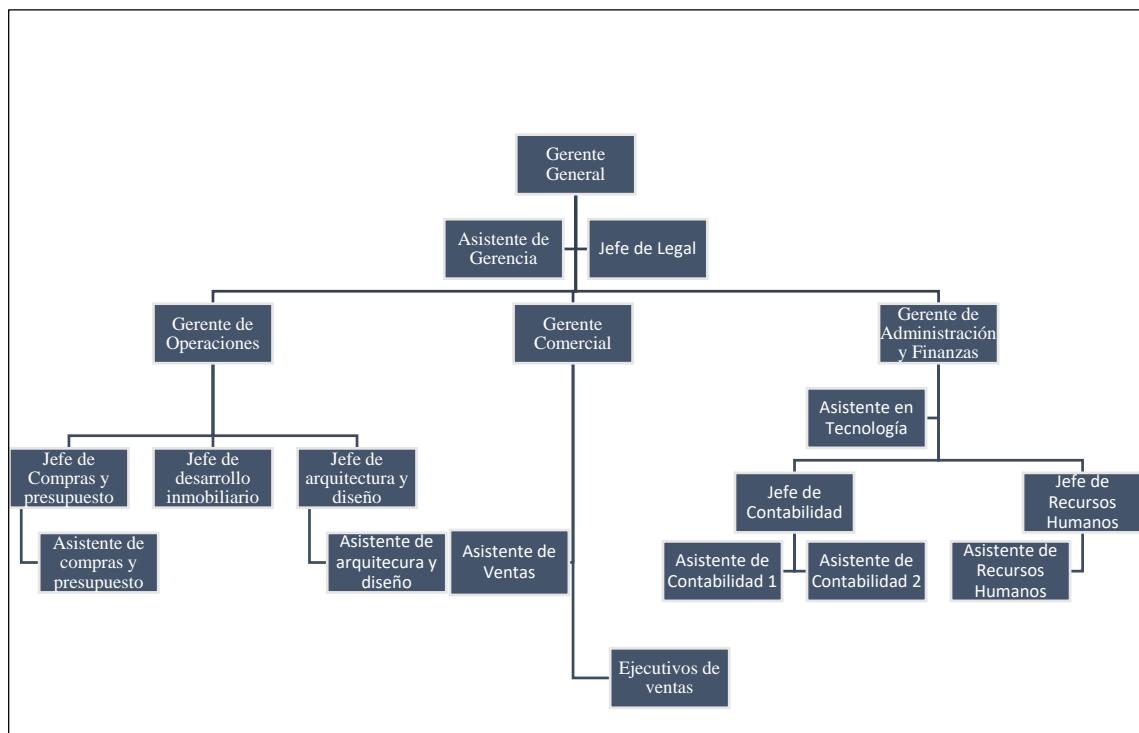 Gerente
General
Asistente de
Gerencia
Jefe de Legal
Gerente de
Operaciones
Gerente
Comercial
Gerente de
Administración
y Finanzas
Asistente en
Tecnología
Jefe de
Compras y
presupuesto
Jefe de
desarrollo
inmobiliario
Jefe de
arquitectura y
diseño
Jefe de
Contabilidad
Jefe de
Recursos
Humanos
Asistente de
compras y
presupuesto
Asistente de
arquitecura y
diseño
Asistente de
Ventas
Asistente de
Contabilidad 1
Asistente de
Contabilidad 2
Asistente de
Recursos
Humanos
Ejecutivos de
ventas